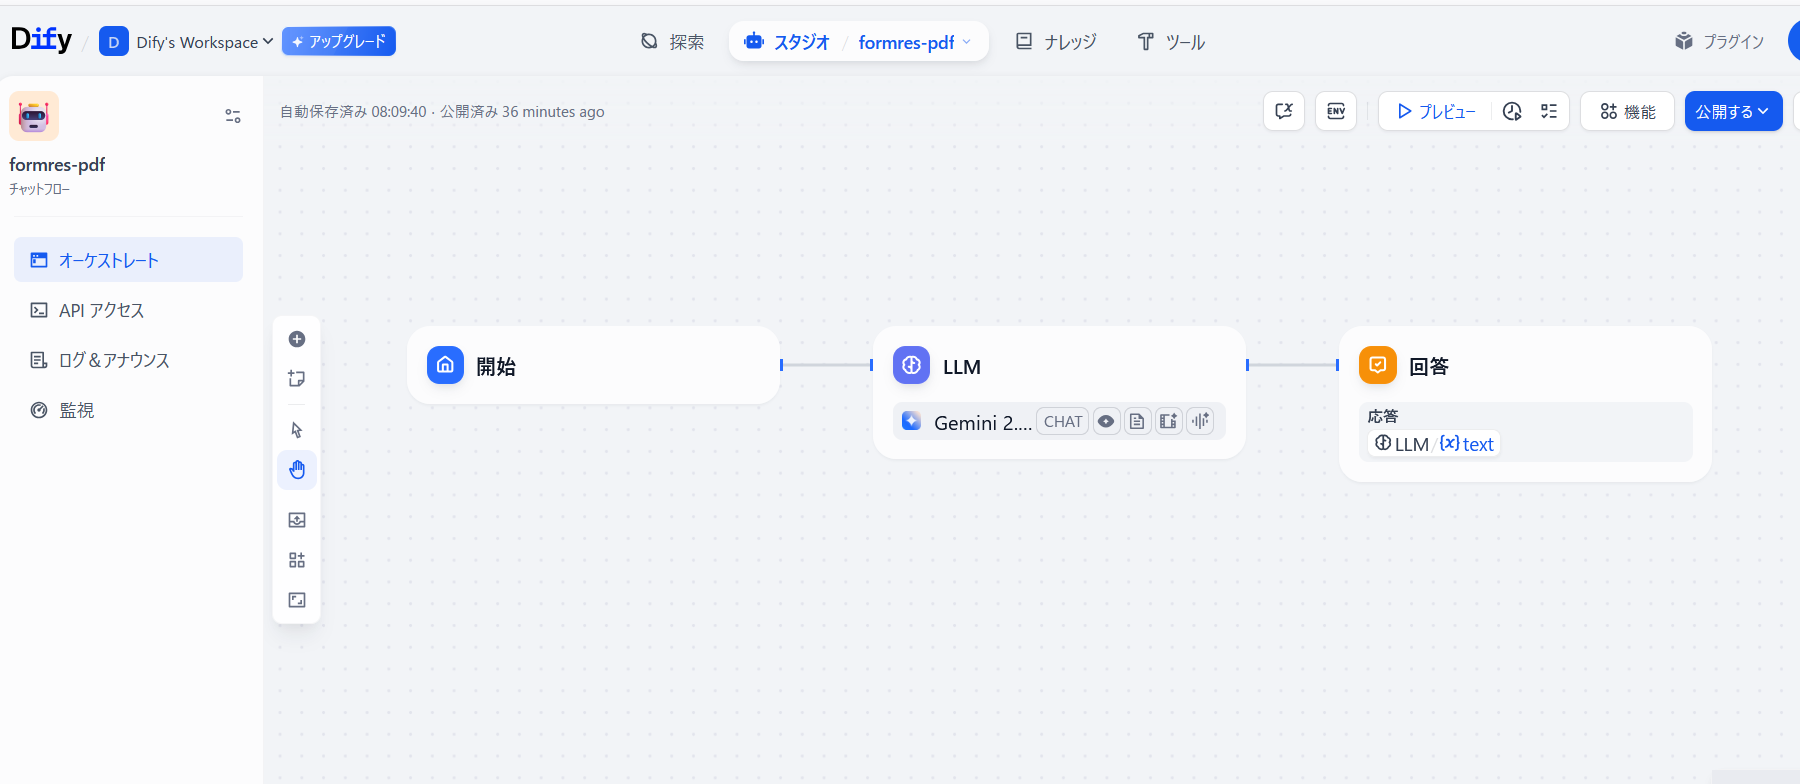 Dify / D Dify's Workspace アップグレード 探索 スタジオ / formres-pdf ナレッジ ツール プラグイン
自動保存済み 08:09:40 · 公開済み 36 minutes ago ENV プレビュー 機能 公開する
formres-pdf
チャットフロー
オーケストレート
API アクセス
ログ＆アナウンス
監視
開始
LLM
Gemini 2.... CHAT
回答
応答
LLM/{x} text